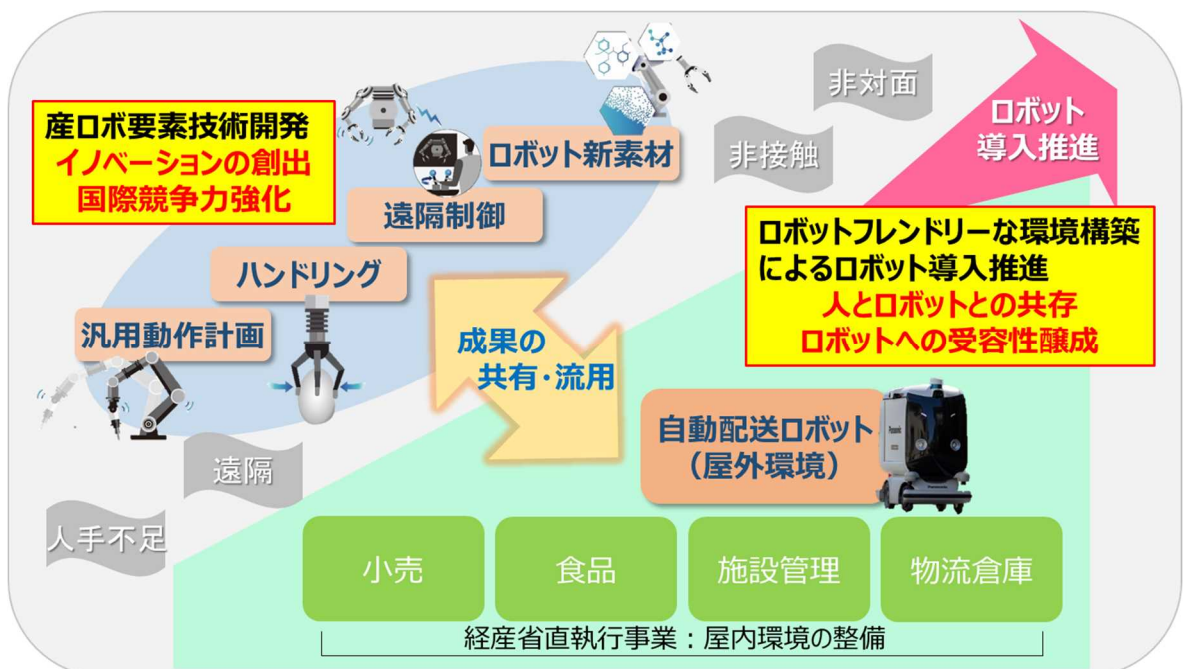 産ロボ要素技術開発
イノベーションの創出
国際競争力強化
ロボット新素材
遠隔制御
ハンドリング
汎用動作計画
非対面
非接触
遠隔
人手不足
ロボット
導入推進
ロボットフレンドリーな環境構築
によるロボット導入推進
人とロボットとの共存
ロボットへの受容性醸成
成果の
共有・流用
自動配送ロボット
（屋外環境）
Panasonic
小売
食品
施設管理
物流倉庫
経産省直執行事業：屋内環境の整備